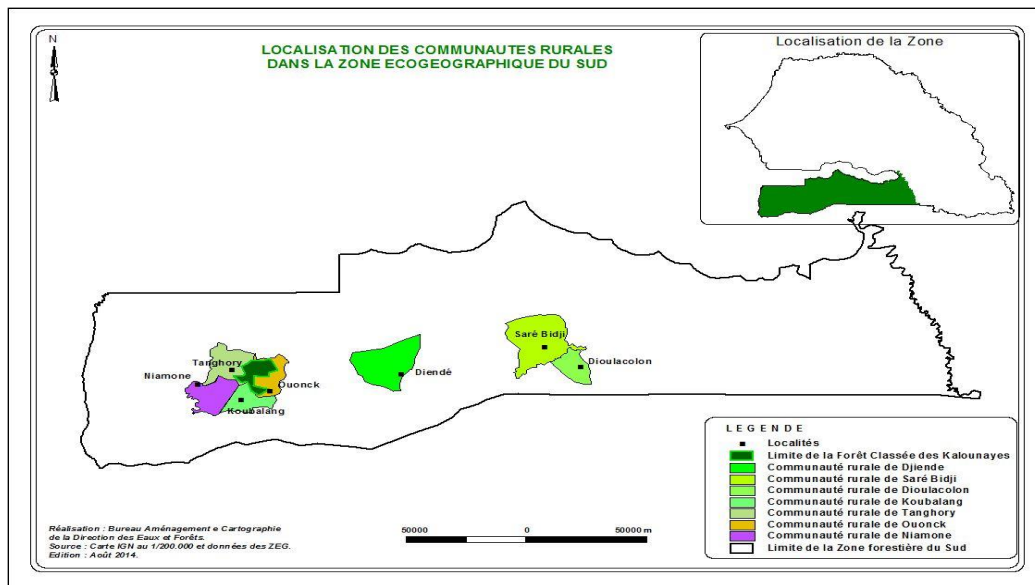 N
LOCALISATION DES COMMUNAUTES RURALES
DANS LA ZONE ECOGEOGRAPHIQUE DU SUD
Localisation de la Zone
Saré Bidji
Tanghory
Dioulacolon
Niamone
Diendé
Ouonck
Koubalang
LEGENDE
Localités
Limite de la Forêt Classée des Kalounayes
Communauté rurale de Djiende
Communauté rurale de Saré Bidji
Communauté rurale de Dioulacolon
Communauté rurale de Koubalang
Communauté rurale de Tanghory
Communauté rurale de Ouonck
Communauté rurale de Niamone
Limite de la Zone forestière du Sud
Réalisation : Bureau Aménagement e Cartographie
de la Direction des Eaux et Forêts.
Source : Carte IGN au 1/200.000 et données des ZEG.
Edition : Août 2014.
50000 0 50000 m